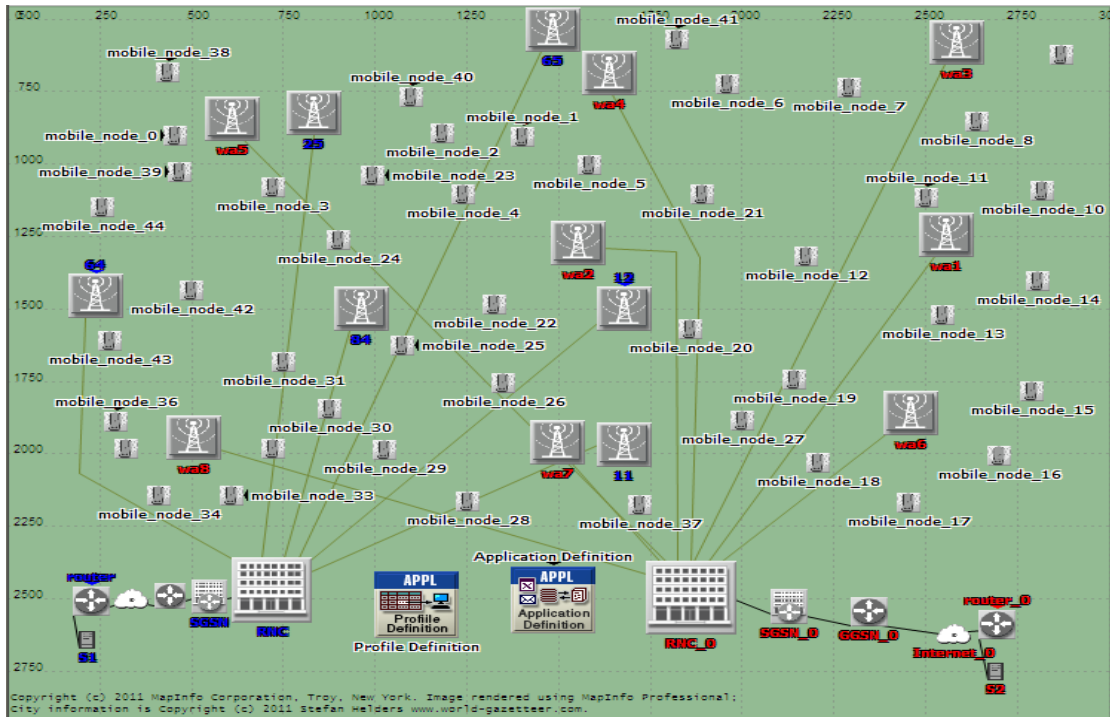 500 750 1000 1250 1500 1750 2000 2250 2500 2750
250
mobile_node_41
mobile_node_38
65
wa3
mobile_node_40
wa4
750
mobile_node_6
mobile_node_7
mobile_node_1
mobile_node_0
wa5
25
mobile_node_2
mobile_node_8
1000
mobile_node_39
mobile_node_23
mobile_node_5
mobile_node_11
mobile_node_3
mobile_node_4
mobile_node_21
mobile_node_10
mobile_node_44
1250
mobile_node_24
64
wa2
12
mobile_node_12
wa1
mobile_node_14
1500
mobile_node_42
mobile_node_22
mobile_node_13
84
mobile_node_25
mobile_node_20
mobile_node_43
1750
mobile_node_31
mobile_node_36
mobile_node_26
mobile_node_19
mobile_node_15
mobile_node_30
mobile_node_27
wa6
2000
wa8
mobile_node_29
wa7
11
mobile_node_16
mobile_node_18
mobile_node_33
mobile_node_34
mobile_node_28
mobile_node_37
mobile_node_17
2250
Application Definition
router
APPL
APPL
2500
Profile
Definition
Application
Definition
router_0
SGSN
RNC
RNC_0
SGSN_0
GGSN_0
Profile Definition
Internet_0
S1
2750
S2
Copyright (c) 2011 MapInfo Corporation, Troy, New York. Image rendered using MapInfo Professional;
City information is Copyright (c) 2011 Stefan Helders www.world-gazetteer.com.